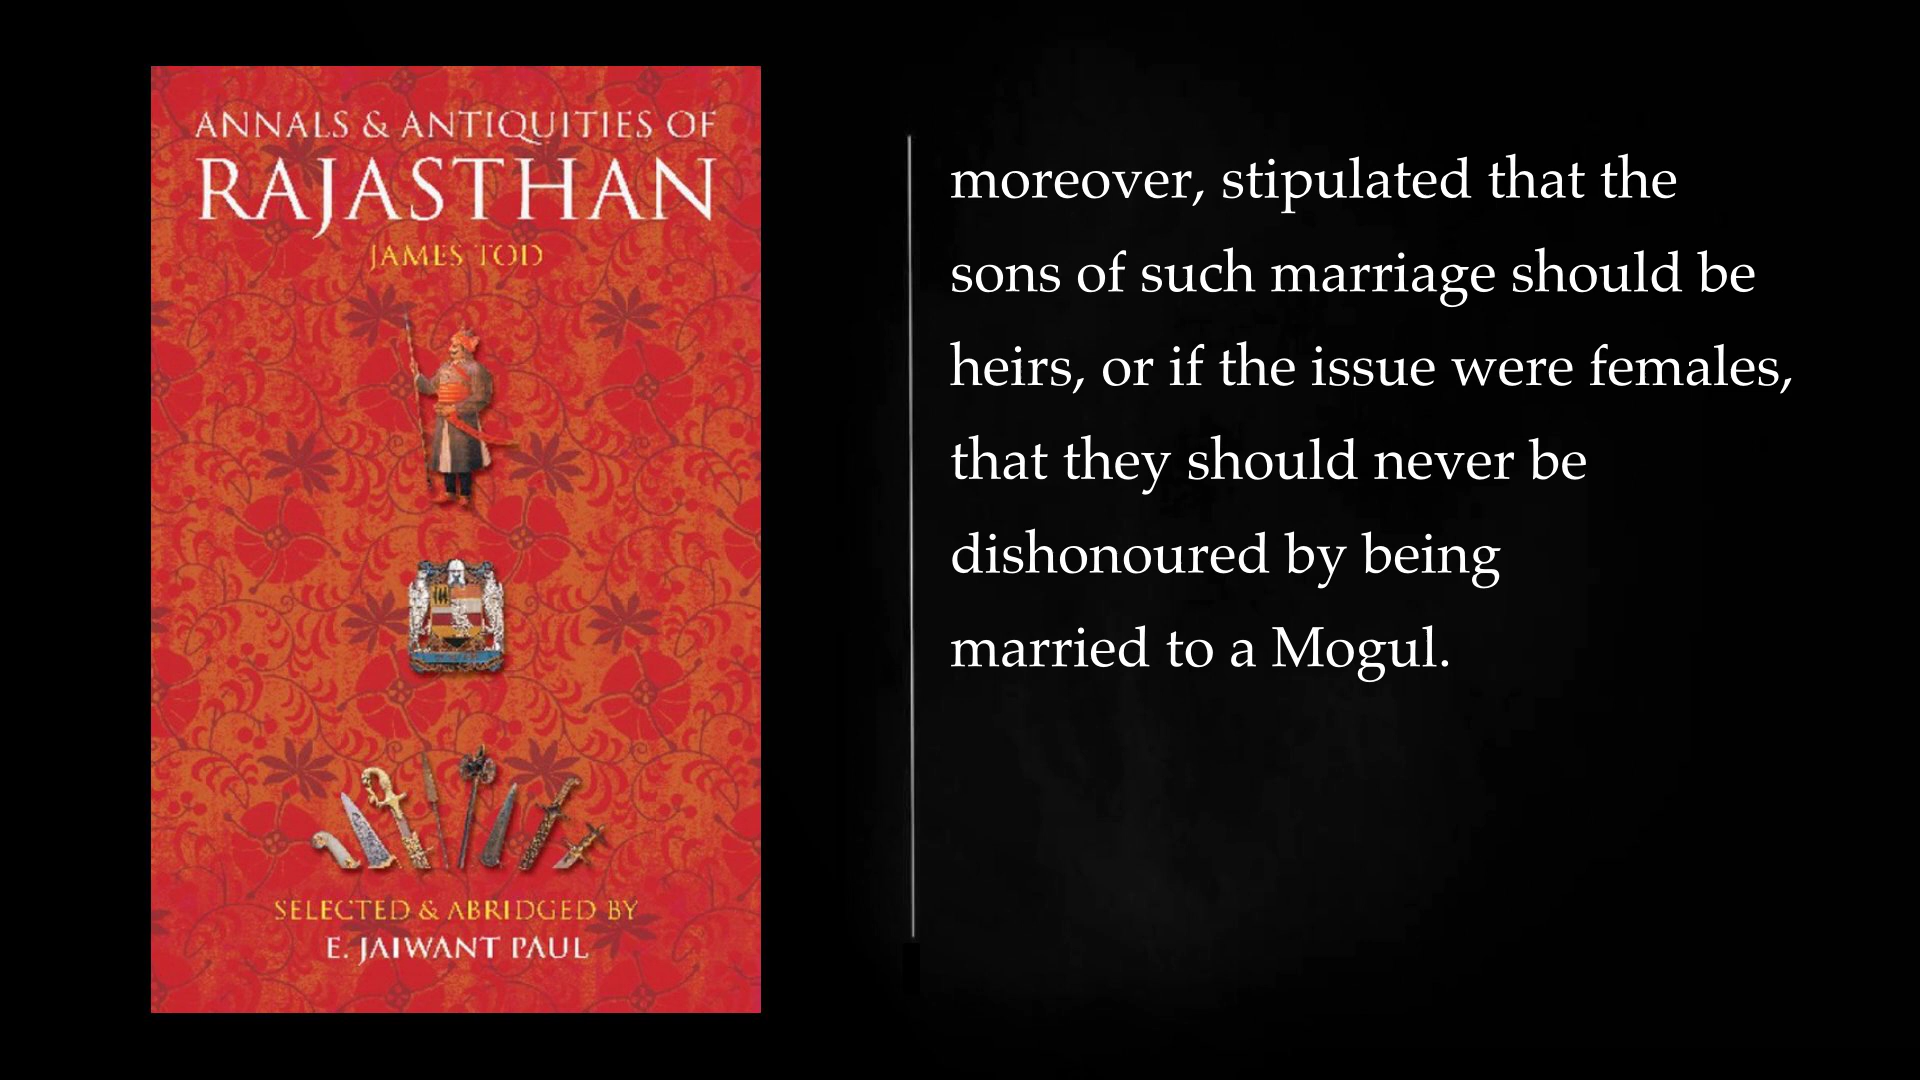 ANNALS & ANTIQUITIES OF
RAJASTHAN
JAMES TOD
SELECTED & ABRIDGED BY
E. JAIWANT PAUL
moreover, stipulated that the
sons of such marriage should be
heirs, or if the issue were females,
that they should never be
dishonoured by being
married to a Mogul.